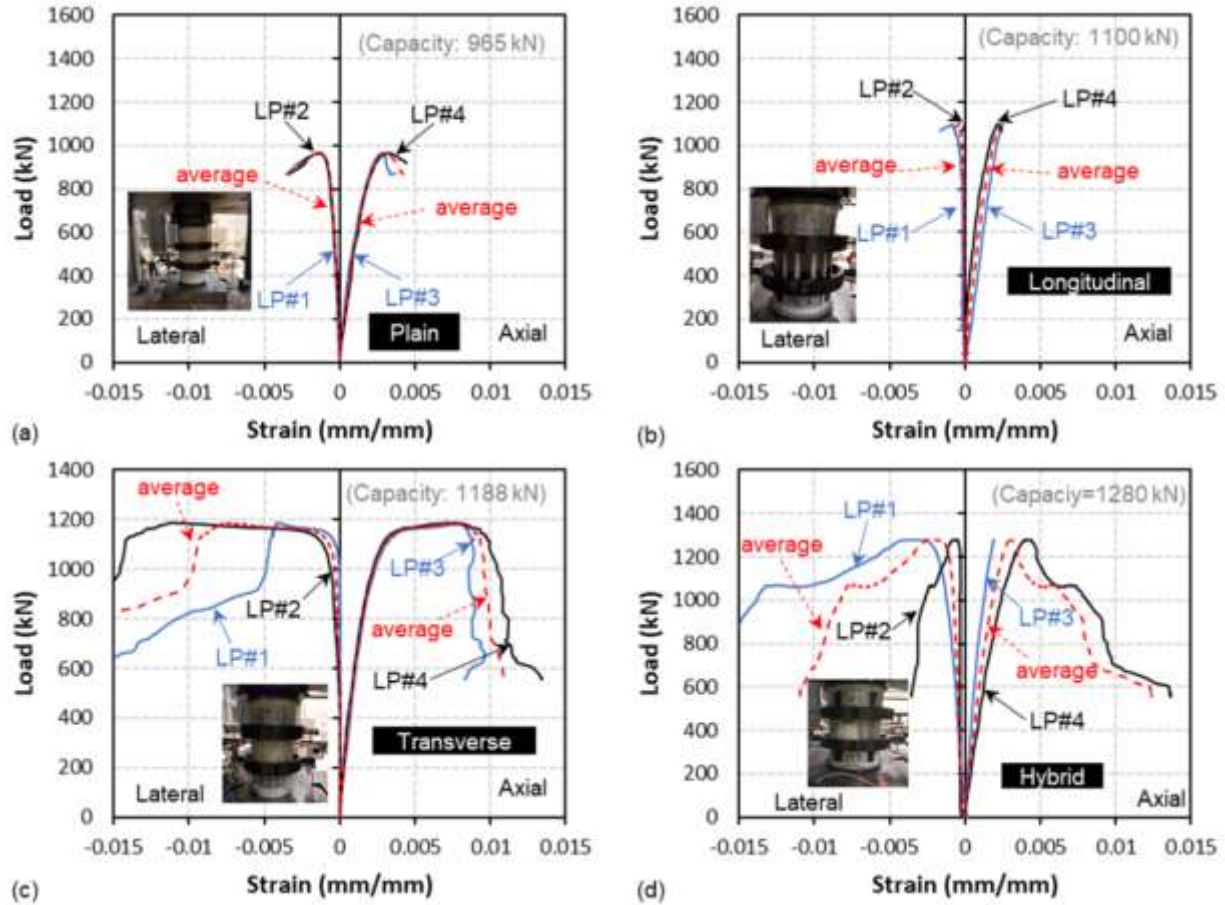 1600
1400
1200
1000
800
600
400
200
0
Load (kN)
(Capacity: 965 kN)
LP#2
LP#4
average
average
LP#1
LP#3
Lateral
Plain
Axial
-0.015 -0.01 -0.005 0 0.005 0.01 0.015
(a)
Strain (mm/mm)
1600
1400
1200
1000
800
600
400
200
0
Load (kN)
(Capacity: 1100 kN)
LP#2
LP#4
average
average
LP#1
LP#3
Longitudinal
Lateral
Axial
-0.015 -0.01 -0.005 0 0.005 0.01 0.015
(b)
Strain (mm/mm)
1400
1200
1000
800
600
400
200
0
Load (kN)
average
(Capacity: 1188 kN)
LP#3
LP#2
average
LP#1
LP#4
Transverse
Lateral
Axial
-0.015 -0.01 -0.005 0 0.005 0.01 0.015
(c)
Strain (mm/mm)
1600
1400
1200
1000
800
600
400
200
0
Load (kN)
(Capaciy=1280 kN)
LP#1
average
LP#3
LP#2
average
LP#4
Hybrid
Lateral
Axial
-0.015 -0.01 -0.005 0 0.005 0.01 0.015
(d)
Strain (mm/mm)